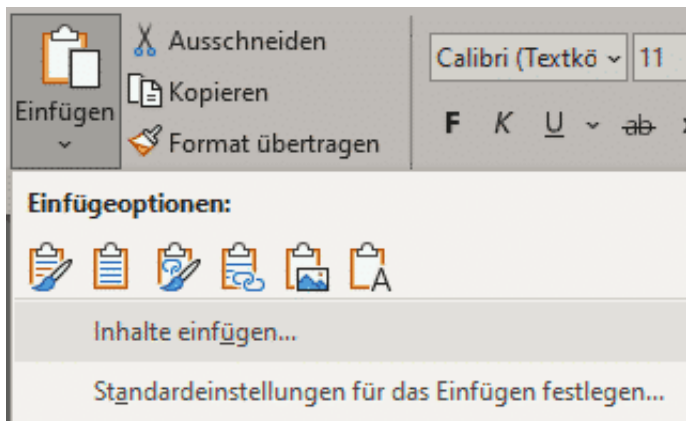 Ausschneiden
Kopieren
Format übertragen
Einfügen
Calibri (Textkö 11
F K U ab
Einfügeoptionen:
A
Inhalte einfügen...
Standardeinstellungen für das Einfügen festlegen...